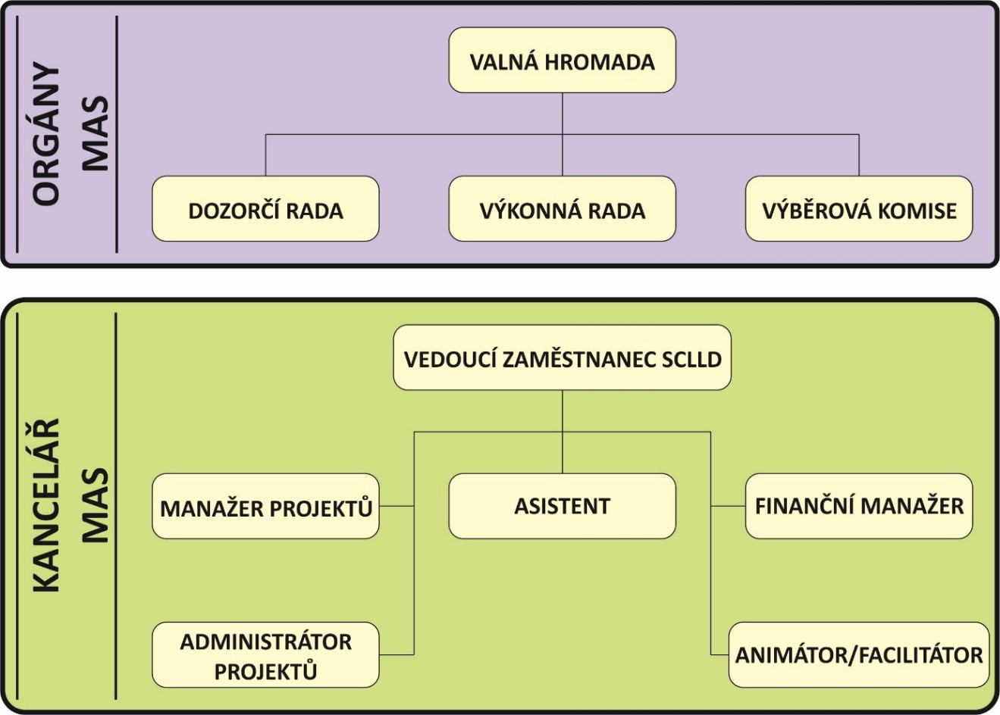 ORGÁNY
MAS
VALNÁ HROMADA
DOZORČÍ RADA
VÝKONNÁ RADA
VÝBĚROVÁ KOMISE
KANCELÁŘ
MAS
VEDOUCÍ ZAMĚSTNANEC SCLLD
MANAŽER PROJEKTŮ
ASISTENT
FINANČNÍ MANAŽER
ADMINISTRÁTOR
PROJEKTŮ
ANIMÁTOR/FACILITÁTOR